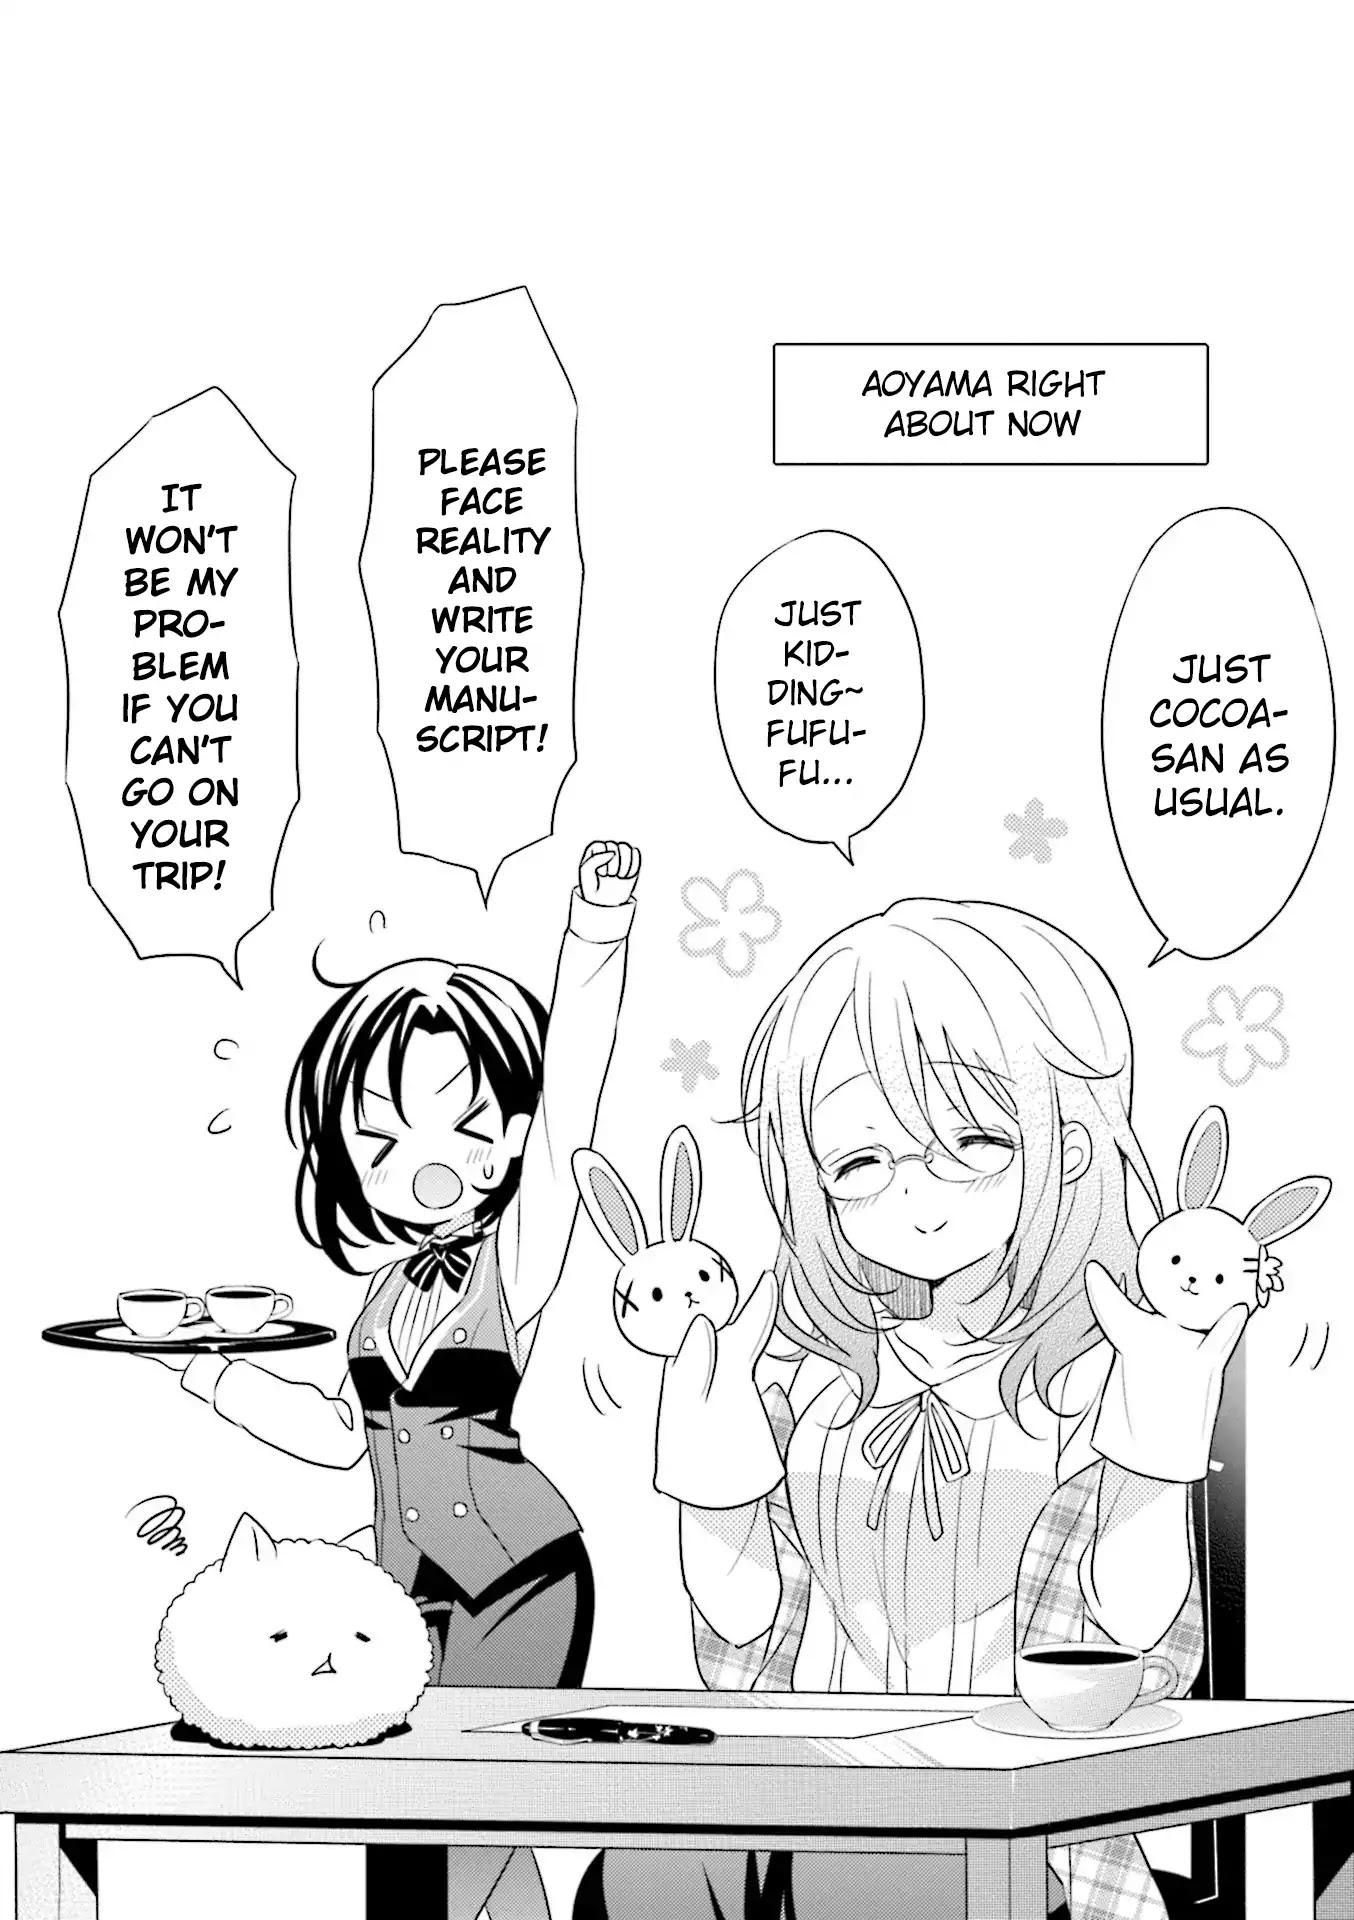 AOYAMA RIGHT
ABOUT NOW
JUST
COCOA-
SAN AS
USUAL.
JUST
KID-
DING~
FUFU-
FU...
PLEASE
FACE
REALITY
AND
WRITE
YOUR
MANU-
SCRIPT!
IT
WON'T
BE MY
PRO-
BLEM
IF YOU
CAN'T
GO ON
YOUR
TRIP!